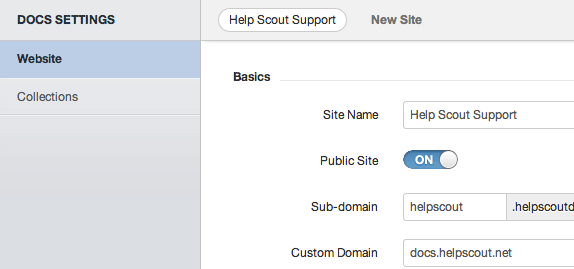 DOCS SETTINGS
Help Scout Support New Site
Website
Collections
Basics
Site Name Help Scout Support
Public Site ON
Sub-domain helpscout .helpscoutd
Custom Domain docs.helpscout.net